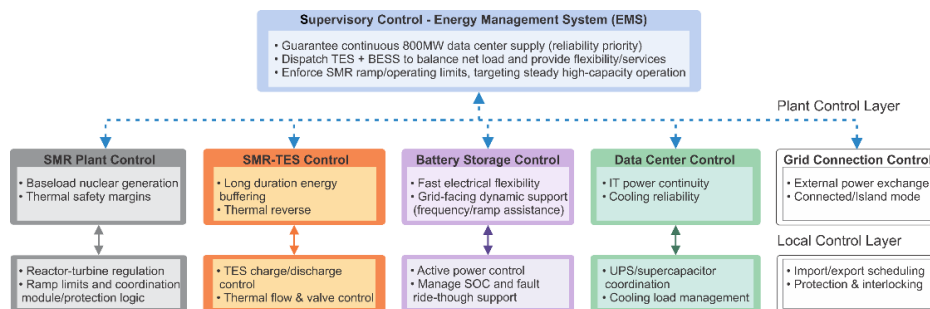 Supervisory Control - Energy Management System (EMS)
• Guarantee continuous 800MW data center supply (reliability priority)
• Dispatch TES + BESS to balance net load and provide flexibility/services
• Enforce SMR ramp/operating limits, targeting steady high-capacity operation
Plant Control Layer
SMR Plant Control
• Baseload nuclear generation
• Thermal safety margins
SMR-TES Control
• Long duration energy
buffering
• Thermal reverse
Battery Storage Control
• Fast electrical flexibility
• Grid-facing dynamic support
(frequency/ramp assistance)
Data Center Control
• IT power continuity
• Cooling reliability
Grid Connection Control
• External power exchange
• Connected/Island mode
Local Control Layer
• Reactor-turbine regulation
• Ramp limits and coordination
module/protection logic
• TES charge/discharge
control
• Thermal flow & valve control
• Active power control
• Manage SOC and fault
ride-though support
• UPS/supercapacitor
coordination
• Cooling load management
• Import/export scheduling
• Protection & interlocking